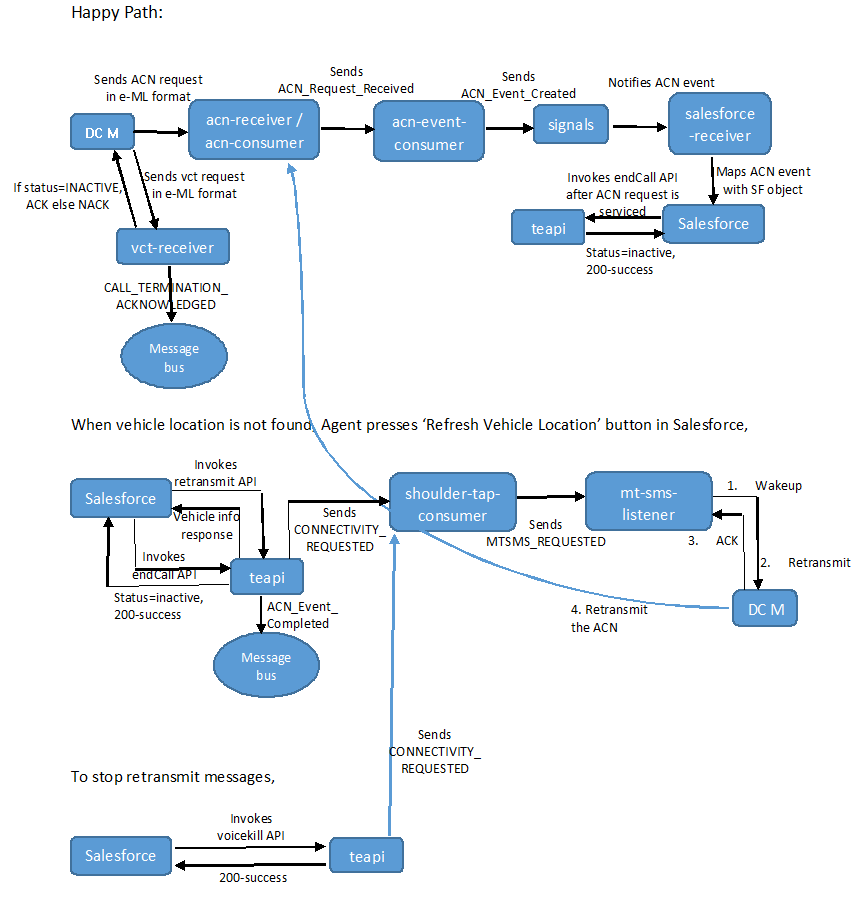 Happy Path:
Sends ACN request
in e-ML format
Sends
ACN_Request_Received
Sends
ACN_Event_Created
Notifies ACN event
DC M
acn-receiver /
acn-consumer
acn-event-
consumer
signals
salesforce
-receiver
If status=INACTIVE,
ACK else NACK
Sends vct request
in e-ML format
Invokes endCall API
after ACN request is
serviced
Maps ACN event
with SF object
vct-receiver
teapi
Salesforce
Status=inactive,
200-success
CALL_TERMINATION_
ACKNOWLEDGED
Message
bus
When vehicle location is not found, Agent presses ‘Refresh Vehicle Location’ button in Salesforce,
Invokes
retransmit API
Salesforce
Vehicle info
response
Sends
CONNECTIVITY_
REQUESTED
shoulder-tap-
consumer
Sends
MTSMS_REQUESTED
mt-sms-
listener
1. Wakeup
3. ACK
2. Retransmit
Invokes
endCall API
teapi
Status=inactive,
200-success
ACN_Event_
Completed
4. Retransmit
the ACN
DC M
Message
bus
Sends
CONNECTIVITY_
REQUESTED
To stop retransmit messages,
Invokes
voicekill API
Salesforce
teapi
200-success